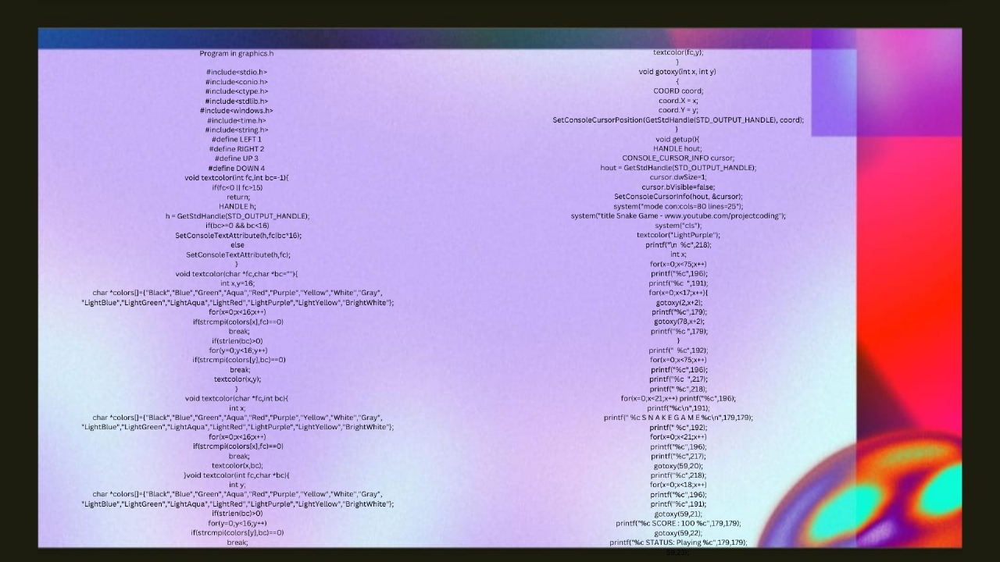 Program in graphics.h
#include<stdio.h>
#include<conio.h>
#include<ctype.h>
#include<stdlib.h>
#include<windows.h>
#include<time.h>
#include<string.h>
#define LEFT 1
#define RIGHT 2
#define UP 3
#define DOWN 4
void textcolor(int fc,int bc=-1){
if(fc<0 || fc>15)
return;
HANDLE h;
h = GetStdHandle(STD_OUTPUT_HANDLE);
if(bc>=0 && bc<16)
SetConsoleTextAttribute(h,fc|bc*16);
else
SetConsoleTextAttribute(h,fc);
}
void textcolor(char *fc,char *bc=""){
int x,y=16;
char *colors[]={"Black","Blue","Green","Aqua","Red","Purple","Yellow","White","Gray",
"LightBlue","LightGreen","LightAqua","LightRed","LightPurple","LightYellow","BrightWhite"};
for(x=0;x<16;x++)
if(strcmpi(colors[x],fc)==0)
break;
if(strlen(bc)>0)
for(y=0;y<16;y++)
if(strcmpi(colors[y],bc)==0)
break;
textcolor(x,y);
}
void textcolor(char *fc,int bc){
int x;
char *colors[]={"Black","Blue","Green","Aqua","Red","Purple","Yellow","White","Gray",
"LightBlue","LightGreen","LightAqua","LightRed","LightPurple","LightYellow","BrightWhite"};
for(x=0;x<16;x++)
if(strcmpi(colors[x],fc)==0)
break;
textcolor(x,bc);
}void textcolor(int fc,char *bc){
int y;
char *colors[]={"Black","Blue","Green","Aqua","Red","Purple","Yellow","White","Gray",
"LightBlue","LightGreen","LightAqua","LightRed","LightPurple","LightYellow","BrightWhite"};
if(strlen(bc)>0)
for(y=0;y<16;y++)
if(strcmpi(colors[y],bc)==0)
break;
textcolor(fc,y);
}
void gotoxy(int x, int y)
{
COORD coord;
coord.X = x;
coord.Y = y;
SetConsoleCursorPosition(GetStdHandle(STD_OUTPUT_HANDLE), coord);
}
void getup(){
HANDLE hout;
CONSOLE_CURSOR_INFO cursor;
hout = GetStdHandle(STD_OUTPUT_HANDLE);
cursor.dwSize=1;
cursor.bVisible=false;
SetConsoleCursorInfo(hout, &cursor);
system("mode con:cols=80 lines=25");
system("title Snake Game - www.youtube.com/projectcoding");
system("cls");
textcolor("LightPurple");
printf("\n  %c",218);
int x;
for(x=0;x<75;x++)
printf("%c",196);
printf("%c  ",191);
for(x=0;x<17;x++){
gotoxy(2,x+2);
printf("%c",179);
gotoxy(78,x+2);
printf("%c ",179);
}
printf("  %c",192);
for(x=0;x<75;x++)
printf("%c",196);
printf("%c  ",217);
printf(" %c",218);
for(x=0;x<21;x++) printf("%c",196);
printf("%c\n",191);
printf(" %c S N A K E G A M E %c\n",179,179);
printf(" %c",192);
for(x=0;x<21;x++)
printf("%c",196);
printf("%c",217);
gotoxy(59,20);
printf("%c",218);
for(x=0;x<18;x++)
printf("%c",196);
printf("%c",191);
gotoxy(59,21);
printf("%c SCORE : 100 %c",179,179);
gotoxy(59,22);
printf("%c STATUS: Playing %c",179,179);